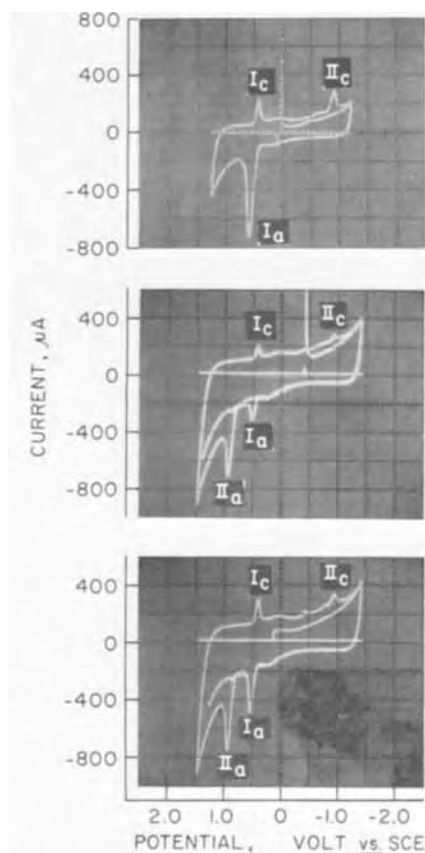 800
400
0
-400
-800
Ic
IIc
Ia
400
0
-400
-800
Ic
IIc
Ia
IIa
400
0
-400
-800
Ic
IIc
Ia
IIa
CURRENT, μA
2.0 1.0 0 -1.0 -2.0
POTENTIAL, VOLT vs. SCE